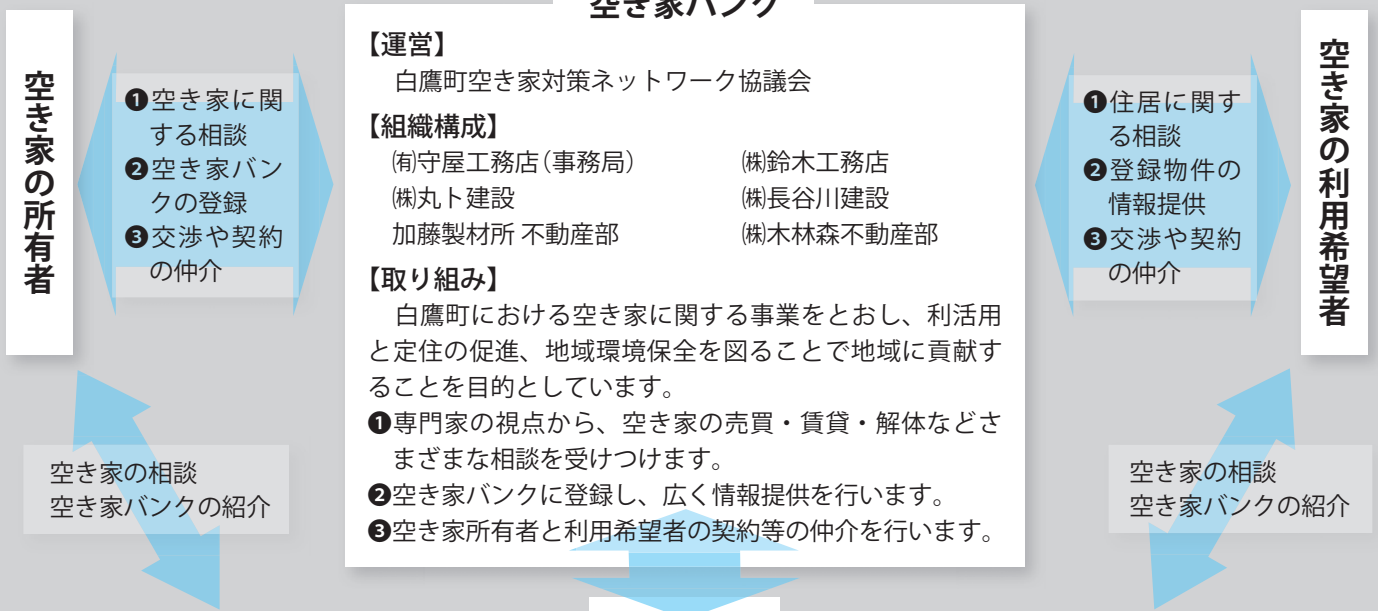 空き家バンク
空き家の所有者
❶空き家に関
する相談
❷空き家バン
クの登録
❸交渉や契約
の仲介
【運営】
白鷹町空き家対策ネットワーク協議会
【組織構成】
㈲守屋工務店(事務局) ㈱鈴木工務店
㈱丸ト建設 ㈱長谷川建設
加藤製材所 不動産部 ㈱木林森不動産部
【取り組み】
白鷹町における空き家に関する事業をとおし、利活用
と定住の促進、地域環境保全を図ることで地域に貢献す
ることを目的としています。
❶専門家の視点から、空き家の売買・賃貸・解体などさ
まざまな相談を受けつけます。
❷空き家バンクに登録し、広く情報提供を行います。
❸空き家所有者と利用希望者の契約等の仲介を行います。
❶住居に関す
る相談
❷登録物件の
情報提供
❸交渉や契約
の仲介
空き家の利用希望者
空き家の相談
空き家バンクの紹介
空き家の相談
空き家バンクの紹介